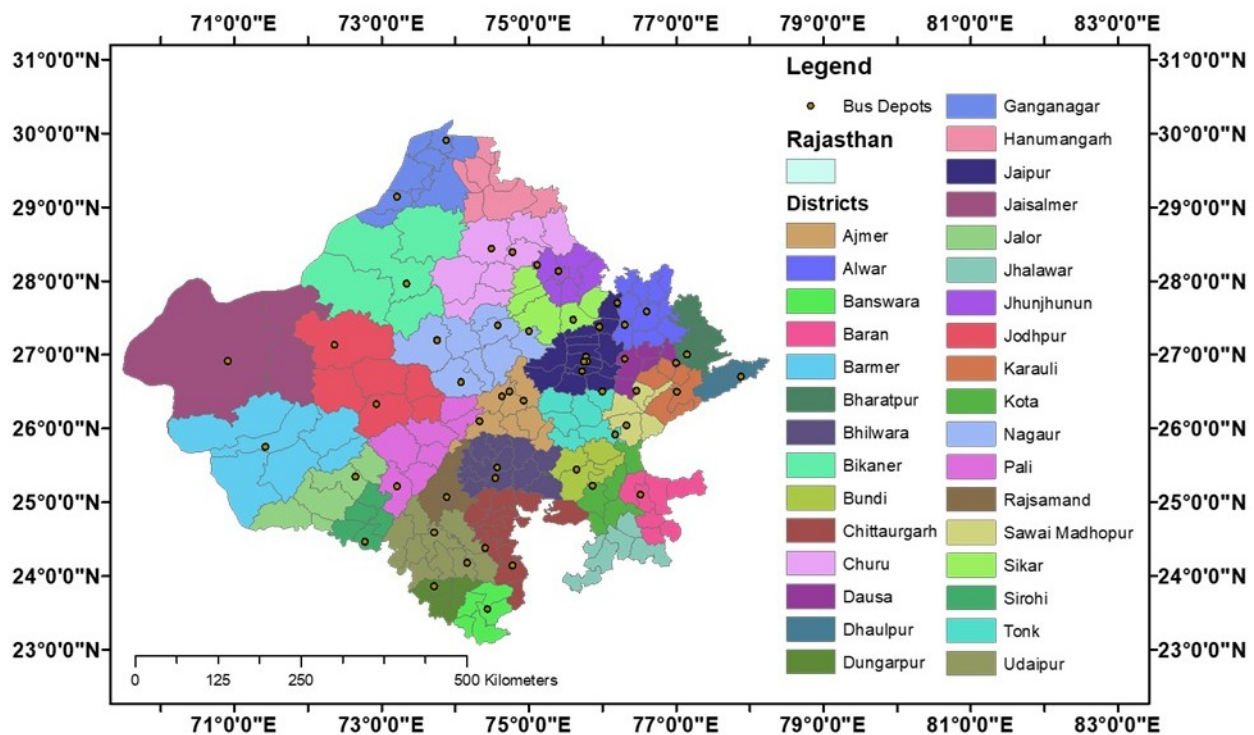 71°0'0"E 73°0'0"E 75°0'0"E 77°0'0"E 79°0'0"E 81°0'0"E 83°0'0"E
31°0'0"N 31°0'0"N
30°0'0"N 30°0'0"N
29°0'0"N 29°0'0"N
28°0'0"N 28°0'0"N
27°0'0"N 27°0'0"N
26°0'0"N 26°0'0"N
25°0'0"N 25°0'0"N
24°0'0"N 24°0'0"N
23°0'0"N 23°0'0"N
Legend
Bus Depots
Rajasthan
Districts
Ajmer
Alwar
Banswara
Baran
Barmer
Bharatpur
Bhilwara
Bikaner
Bundi
Chittaurgarh
Churu
Dausa
Dhaulpur
Dungarpur
Ganganagar
Hanumangarh
Jaipur
Jaisalmer
Jalor
Jhalawar
Jhunjhunun
Jodhpur
Karauli
Kota
Nagaur
Pali
Rajsamand
Sawai Madhopur
Sikar
Sirohi
Tonk
Udaipur
0 125 250 500 Kilometers
71°0'0"E 73°0'0"E 75°0'0"E 77°0'0"E 79°0'0"E 81°0'0"E 83°0'0"E